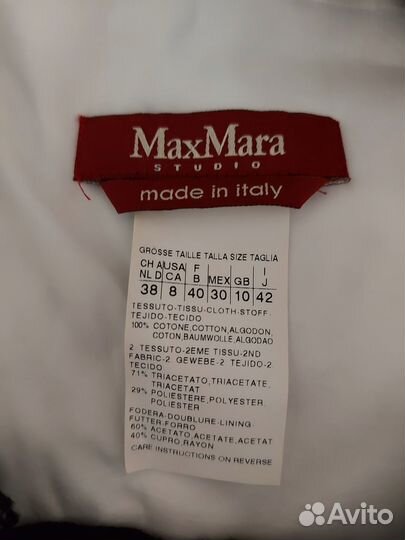 MaxMara
STUDIO
made in italy
GRÖSSE TAILLE TALLA SIZE TAGLIA
CH A USA F I
NL D CA B MEX GB J
38 8 40 30 10 42
TESSUTO-TISSU-CLOTH-STOFF-
TEJIDO-TECIDO
100% COTONE,COTTON,ALGODON,
COTON,BAUMWOLLE,ALGODAO
2 TESSUTO-2EME TISSU-2ND
FABRIC-2 GEWEBE-2 TEJIDO-2
TECIDO
71% TRIACETATO,TRIACETATE,
TRIACETAT
29% POLIESTERE,POLYESTER,
POLIESTER
FODERA-DOUBLURE-LINING-
FUTTER-FORRO
60% ACETATO,ACETATE,ACETAT
40% CUPRO,RAYON
CARE INSTRUCTIONS ON REVERSE
Avito